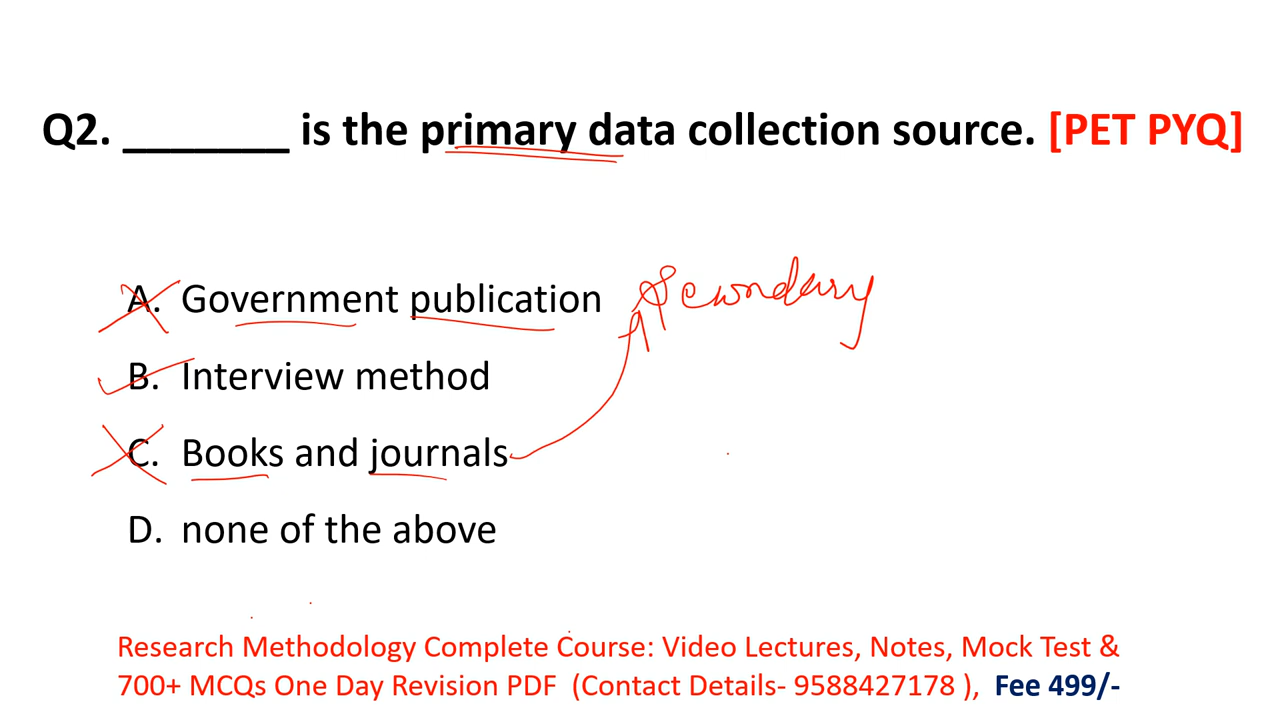 Q2. _______ is the primary data collection source. [PET PYQ]
A. Government publication
Secondary
B. Interview method
C. Books and journals
D. none of the above
Research Methodology Complete Course: Video Lectures, Notes, Mock Test &
700+ MCQs One Day Revision PDF (Contact Details- 9588427178 ), Fee 499/-